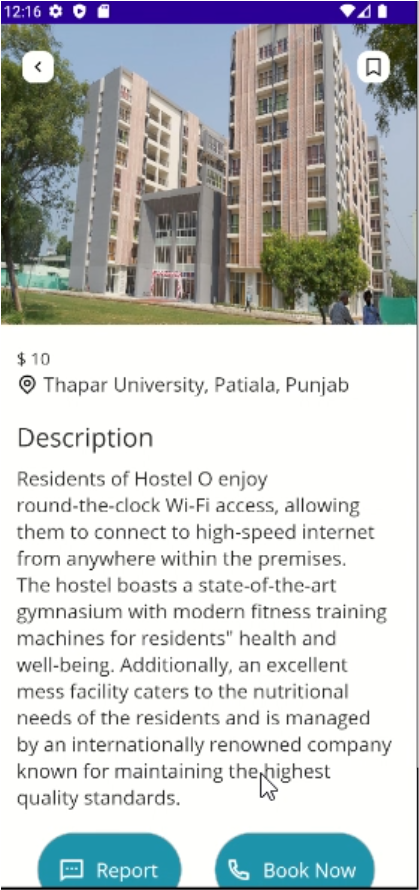 12:16
$ 10
Thapar University, Patiala, Punjab
Description
Residents of Hostel O enjoy
round-the-clock Wi-Fi access, allowing
them to connect to high-speed internet
from anywhere within the premises.
The hostel boasts a state-of-the-art
gymnasium with modern fitness training
machines for residents" health and
well-being. Additionally, an excellent
mess facility caters to the nutritional
needs of the residents and is managed
by an internationally renowned company
known for maintaining the highest
quality standards.
Report
Book Now